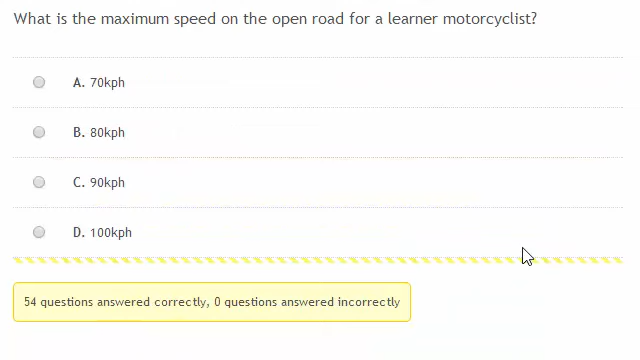 What is the maximum speed on the open road for a learner motorcyclist?
A. 70kph
B. 80kph
C. 90kph
D. 100kph
54 questions answered correctly, 0 questions answered incorrectly